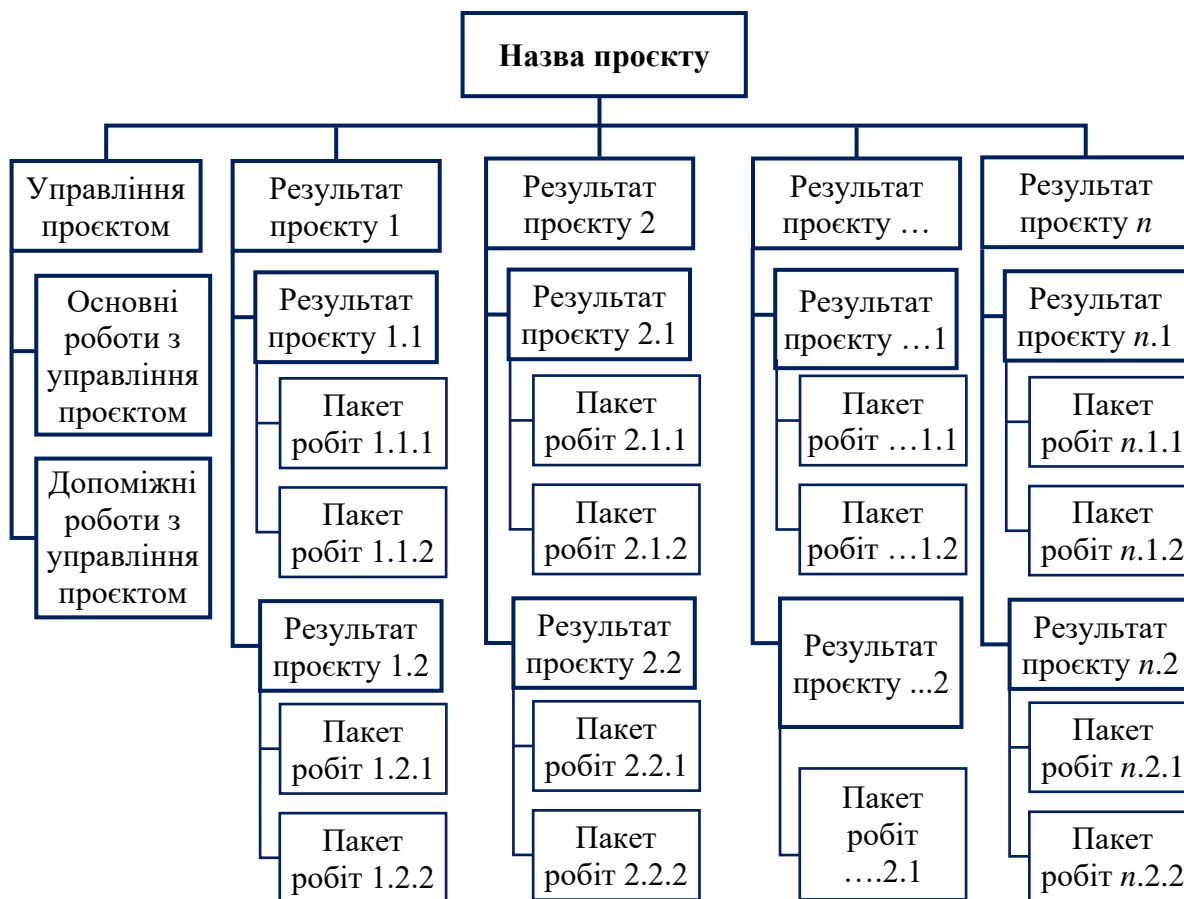 Назва проєкту
Управління
проєктом
Основні
роботи з
управління
проєктом
Допоміжні
роботи з
управління
проєктом
Результат
проєкту 1
Результат
проєкту 1.1
Пакет
робіт 1.1.1
Пакет
робіт 1.1.2
Результат
проєкту 1.2
Пакет
робіт 1.2.1
Пакет
робіт 1.2.2
Результат
проєкту 2
Результат
проєкту 2.1
Пакет
робіт 2.1.1
Пакет
робіт 2.1.2
Результат
проєкту 2.2
Пакет
робіт 2.2.1
Пакет
робіт 2.2.2
Результат
проєкту …
Результат
проєкту …1
Пакет
робіт …1.1
Пакет
робіт …1.2
Результат
проєкту ...2
Пакет
робіт
….2.1
Результат
проєкту n
Результат
проєкту n.1
Пакет
робіт n.1.1
Пакет
робіт n.1.2
Результат
проєкту n.2
Пакет
робіт n.2.1
Пакет
робіт n.2.2